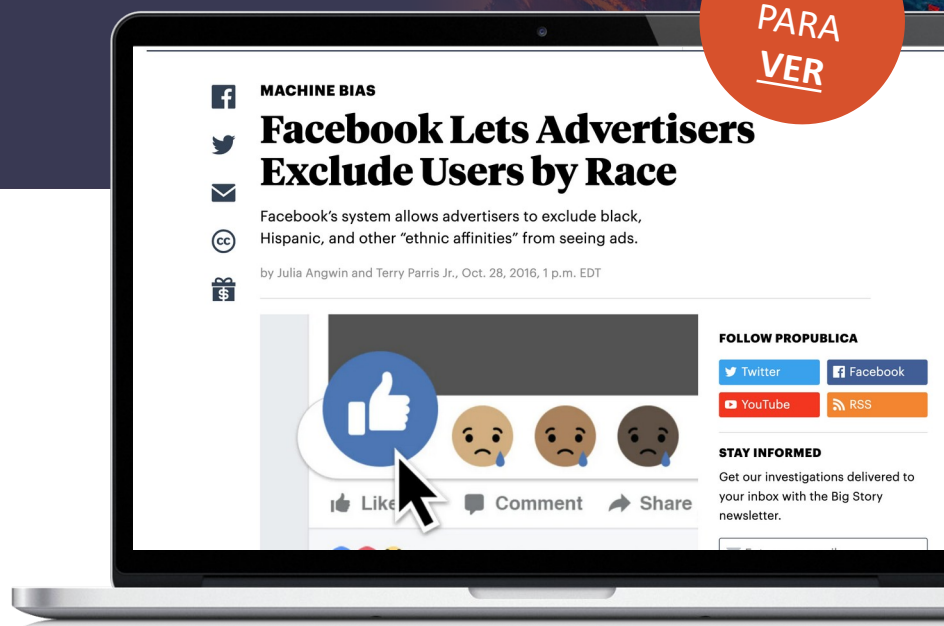 PARA
VER
MACHINE BIAS
Facebook Lets Advertisers
Exclude Users by Race
Facebook's system allows advertisers to exclude black,
Hispanic, and other “ethnic affinities” from seeing ads.
by Julia Angwin and Terry Parris Jr., Oct. 28, 2016, 1 p.m. EDT
cc
$
Like
Comment
Share
FOLLOW PROPUBLICA
Twitter
Facebook
YouTube
RSS
STAY INFORMED
Get our investigations delivered to
your inbox with the Big Story
newsletter.